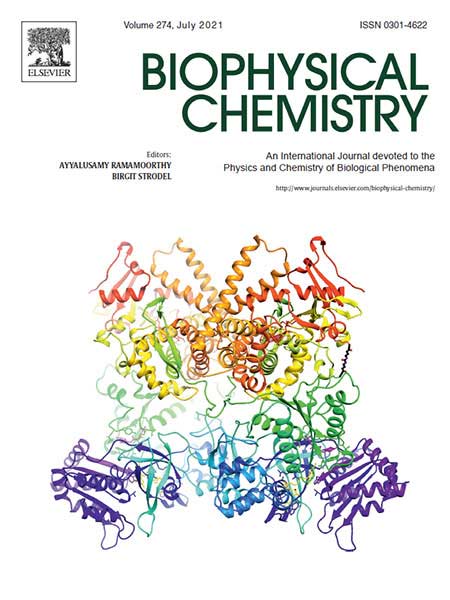 Volume 274, July 2021
ISSN 0301-4622
ELSEVIER
BIOPHYSICAL
CHEMISTRY
Editors:
AYYALUSAMY RAMAMOORTHY
BIRGIT STRODEL
An International Journal devoted to the
Physics and Chemistry of Biological Phenomena
http://www.journals.elsevier.com/biophysical-chemistry/